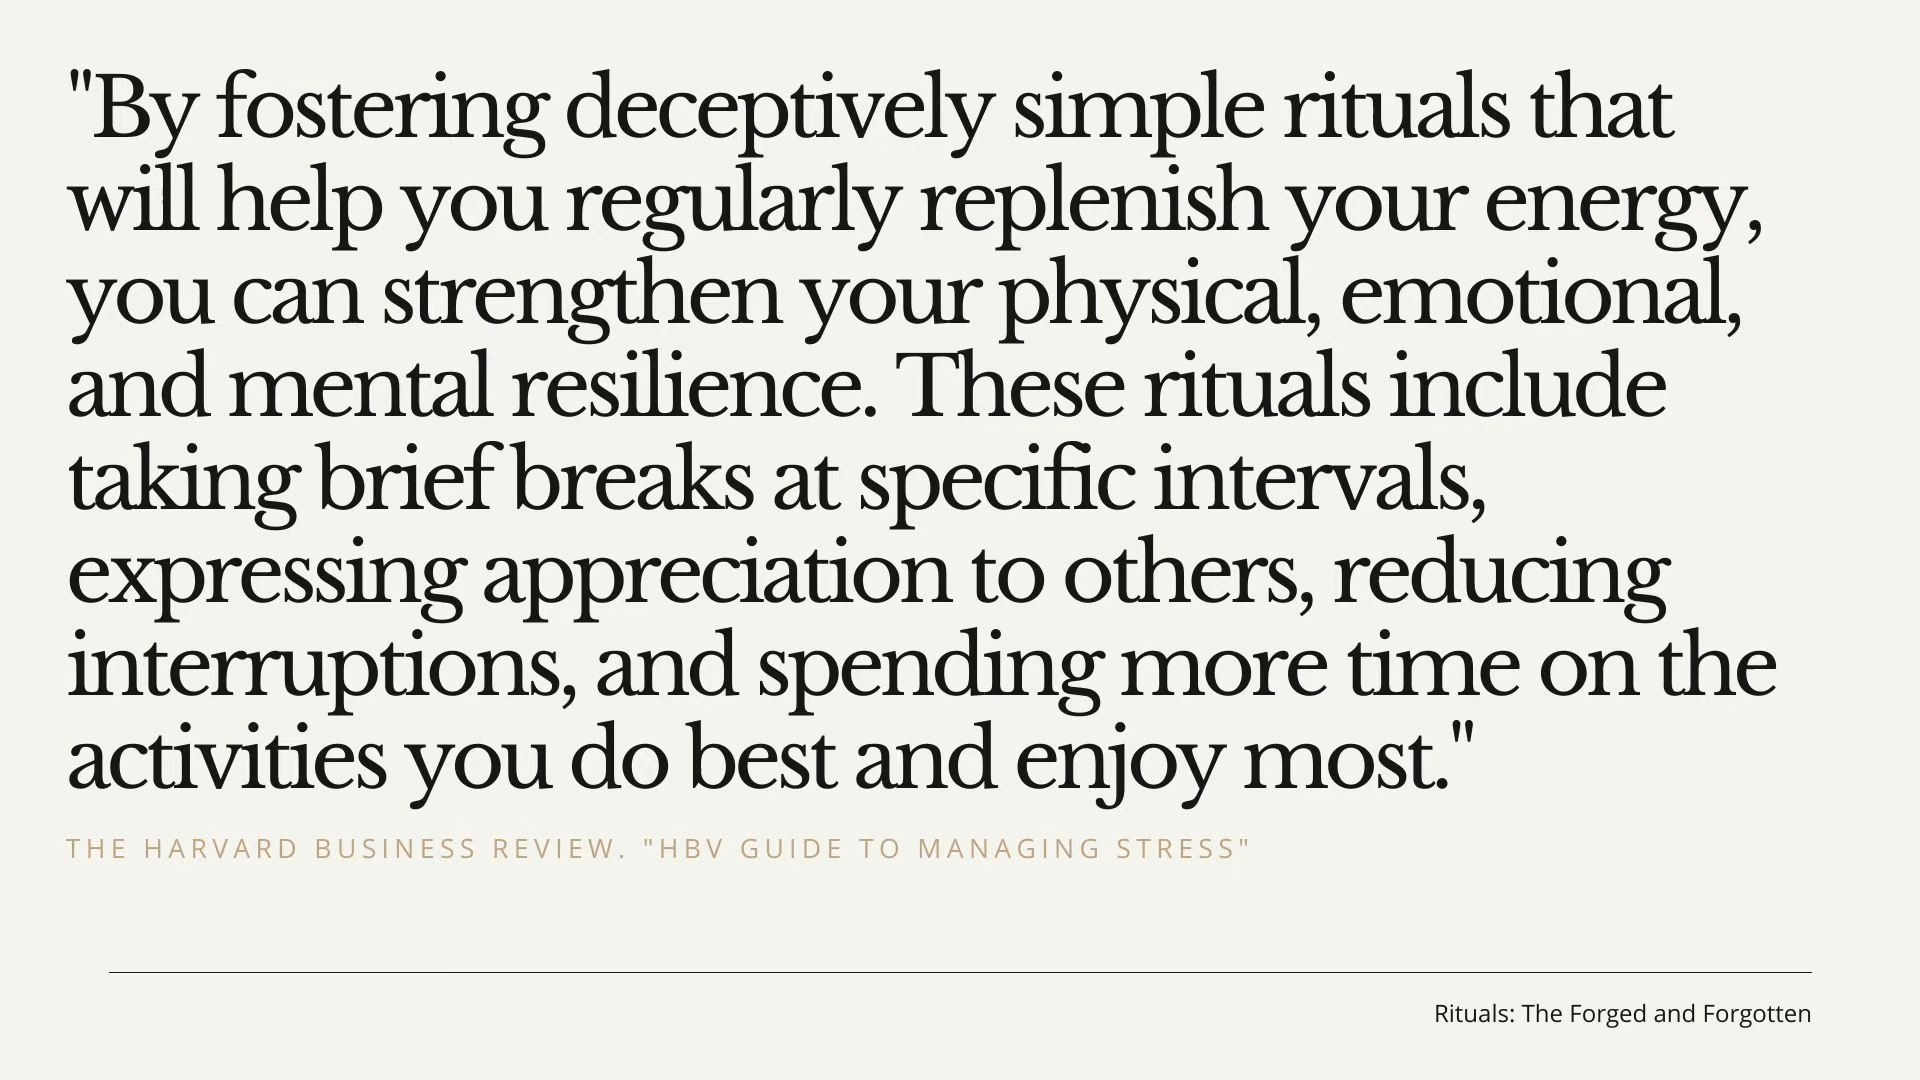 "By fostering deceptively simple rituals that
will help you regularly replenish your energy,
you can strengthen your physical, emotional,
and mental resilience. These rituals include
taking brief breaks at specific intervals,
expressing appreciation to others, reducing
interruptions, and spending more time on the
activities you do best and enjoy most."
THE HARVARD BUSINESS REVIEW. "HBV GUIDE TO MANAGING STRESS"
Rituals: The Forged and Forgotten